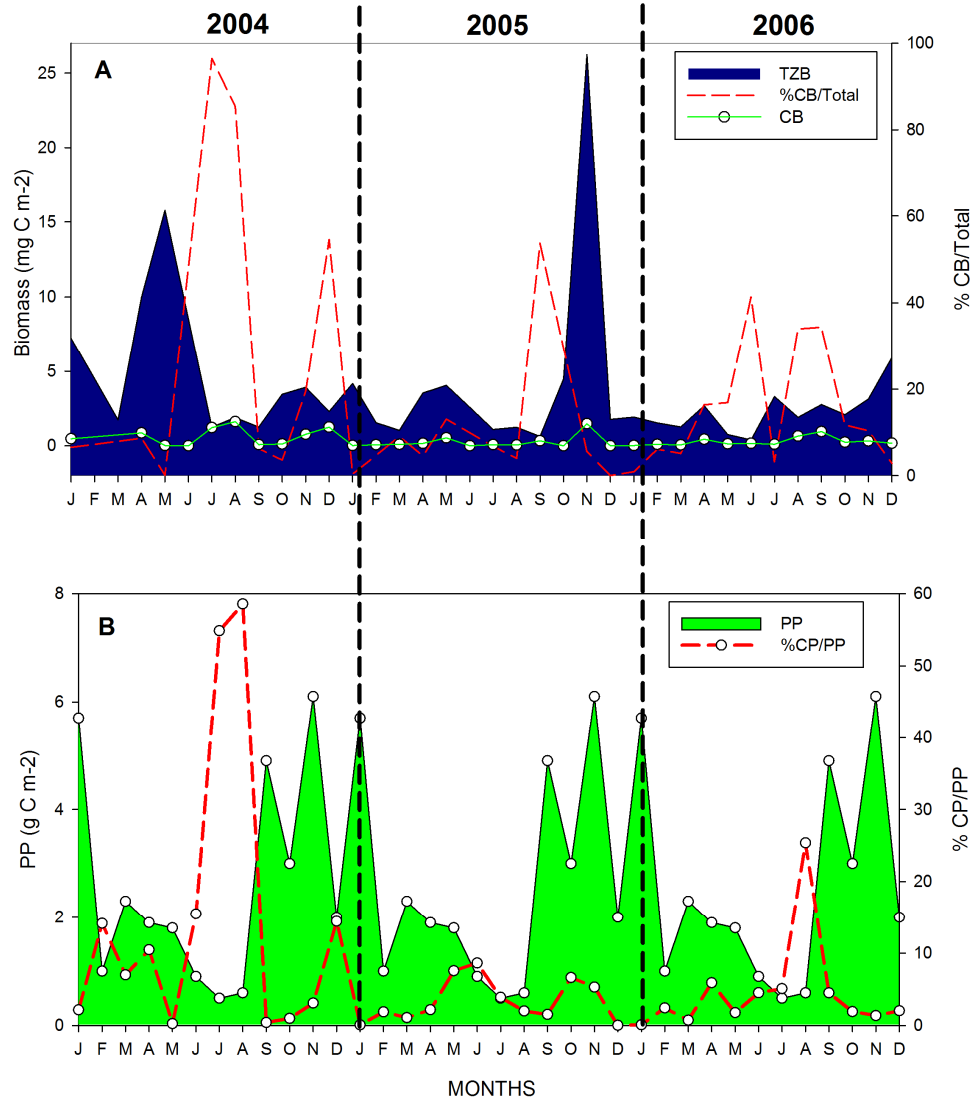 2004 2005 2006
A
TZB
%CB/Total
CB
25
20
15
10
5
0
Biomass (mg C m-2)
100
80
60
40
20
0
% CB/Total
J F M A M J J A S O N D J F M A M J J A S O N D J F M A M J J A S O N D
B
PP
%CP/PP
8
6
4
2
0
PP (g C m-2)
60
50
40
30
20
10
0
% CP/PP
J F M A M J J A S O N D J F M A M J J A S O N D J F M A M J J A S O N D
MONTHS